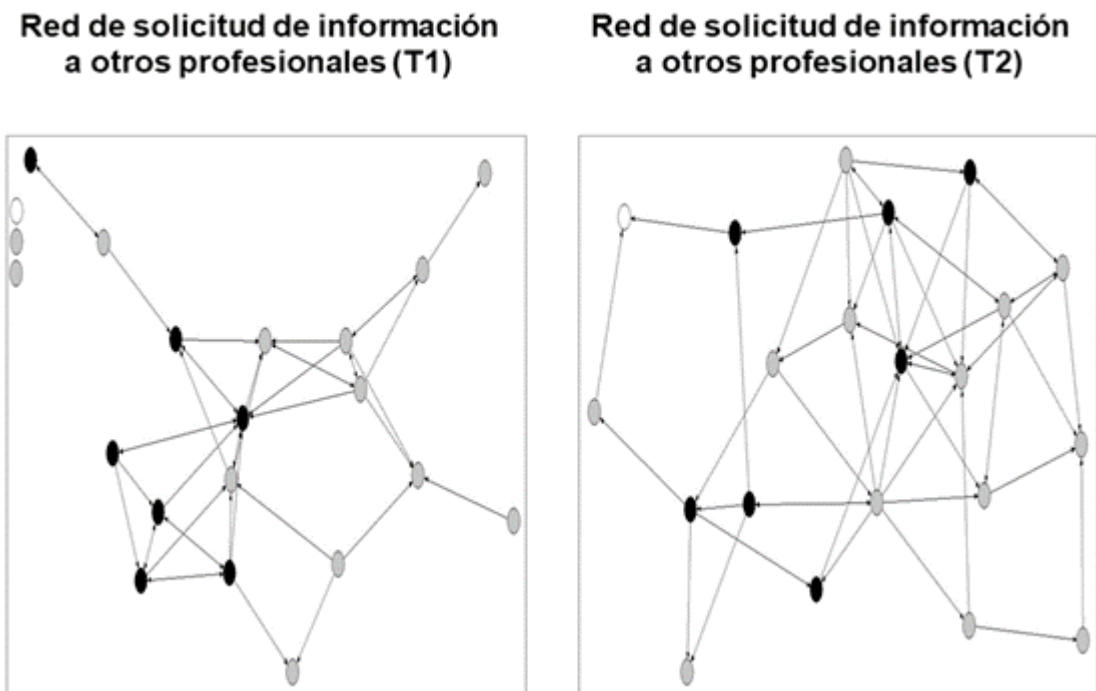 Red de solicitud de información
a otros profesionales (T1)
Red de solicitud de información
a otros profesionales (T2)